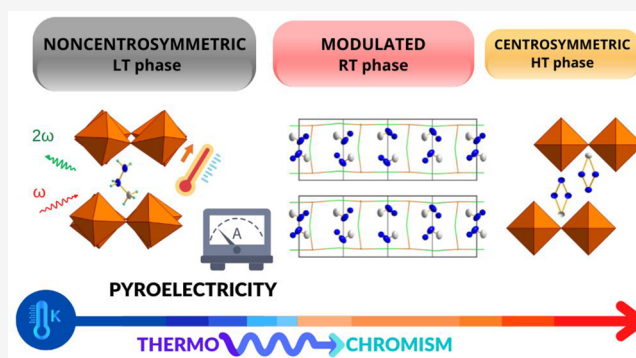 NONCENTROSYMMETRIC
LT phase
MODULATED
RT phase
CENTROSYMMETRIC
HT phase
2ω
ω
A
PYROELECTRICITY
K
THERMO CHROMISM